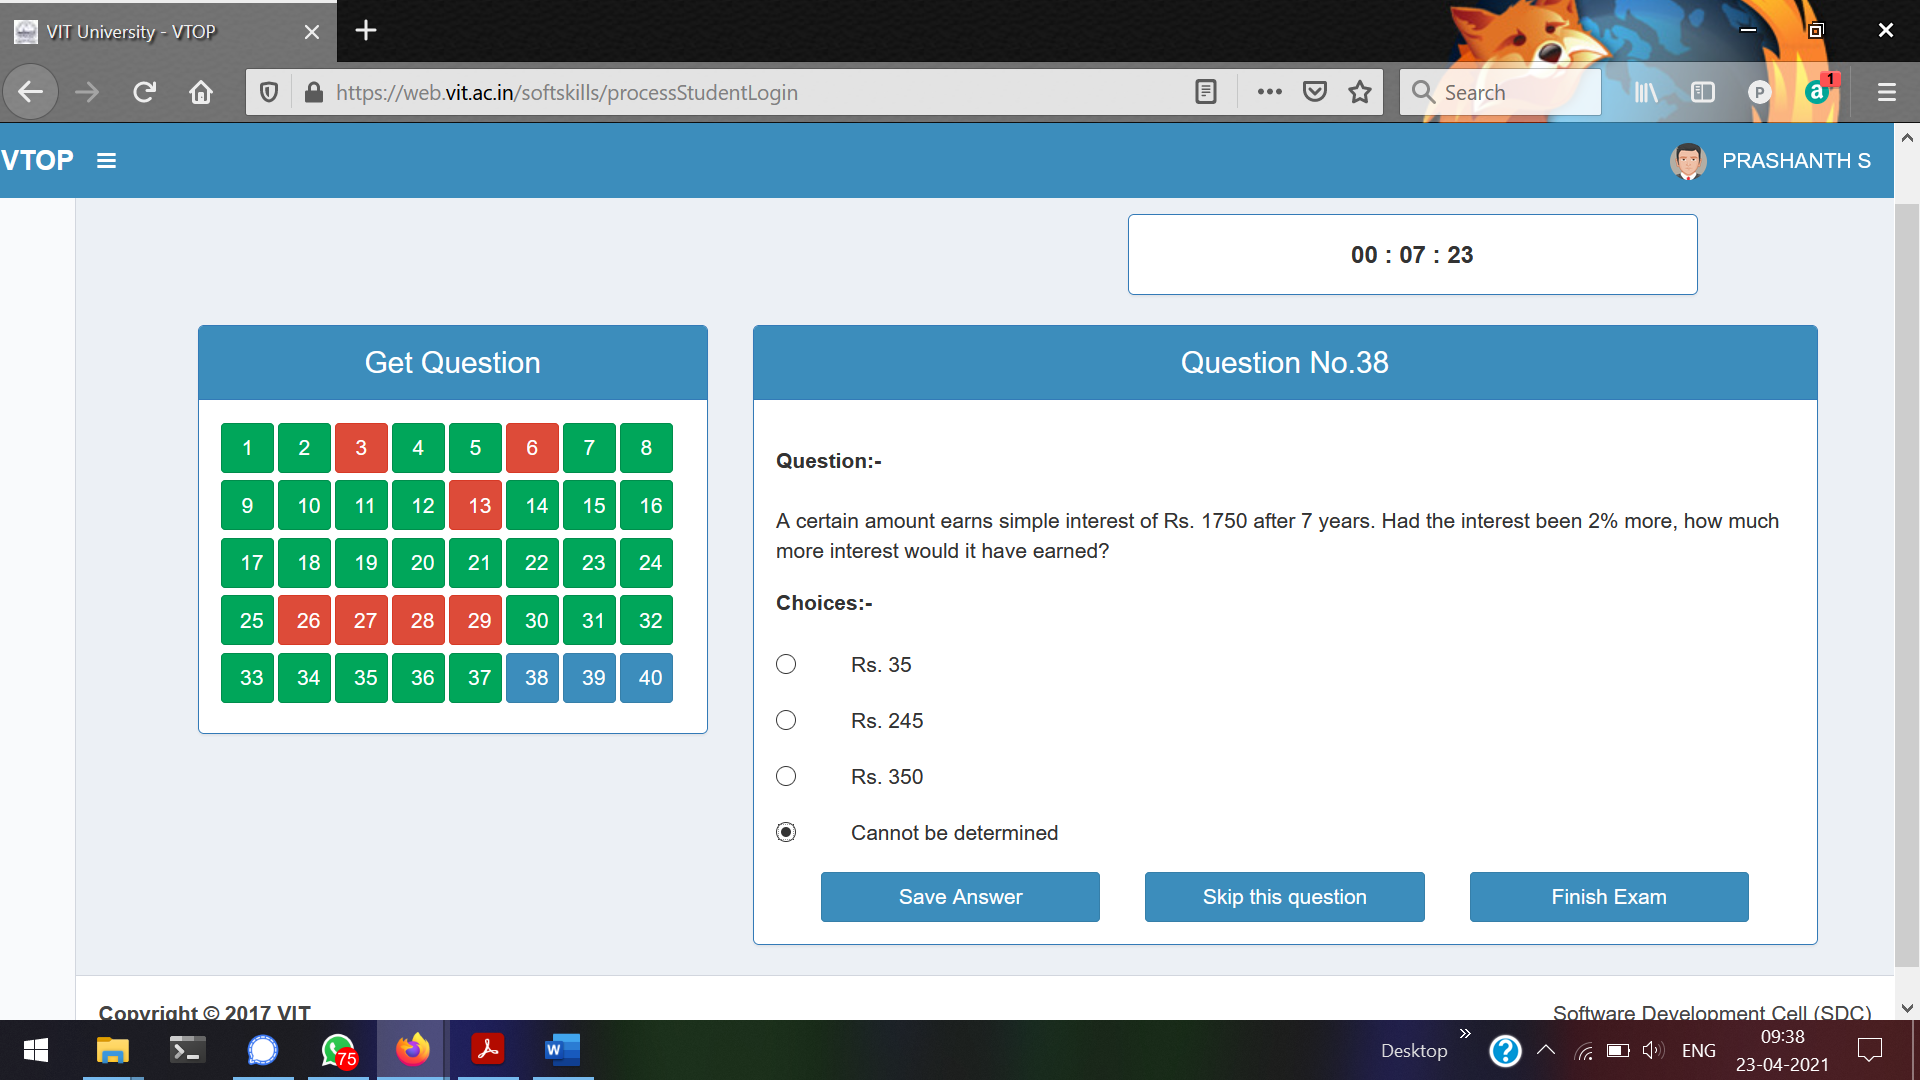 VIT University - VTOP
https://web.vit.ac.in/softskills/processStudentLogin
Search
P
a
1
VTOP
PRASHANTH S
00 : 07 : 23
Get Question
1 2 3 4 5 6 7 8
9 10 11 12 13 14 15 16
17 18 19 20 21 22 23 24
25 26 27 28 29 30 31 32
33 34 35 36 37 38 39 40
Question No.38
Question:-
A certain amount earns simple interest of Rs. 1750 after 7 years. Had the interest been 2% more, how much
more interest would it have earned?
Choices:-
Rs. 35
Rs. 245
Rs. 350
Cannot be determined
Save Answer
Skip this question
Finish Exam
Copyright © 2017 VIT
Software Development Cell (SDC)
75
W
Desktop
ENG
09:38
23-04-2021